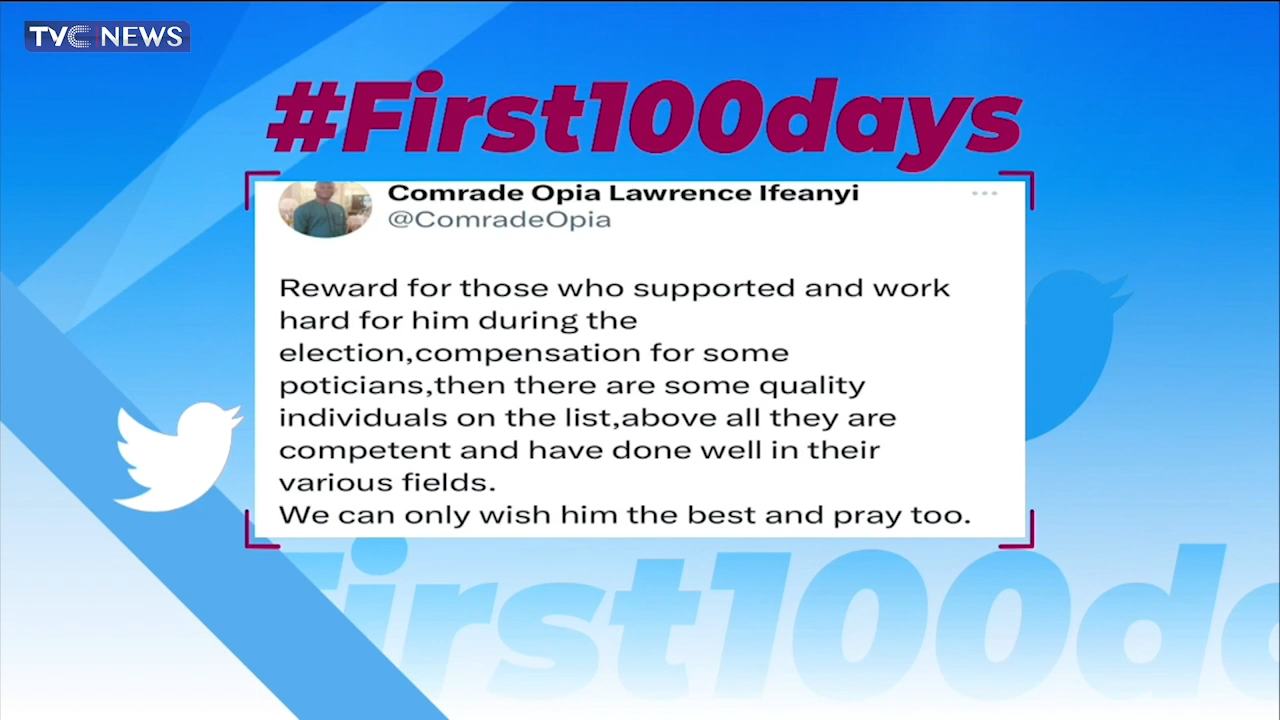 TVC NEWS
#First100days
Comrade Opia Lawrence Ifeanyi
@ComradeOpia
Reward for those who supported and work
hard for him during the
election,compensation for some
poticians,then there are some quality
individuals on the list,above all they are
competent and have done well in their
various fields.
We can only wish him the best and pray too.
First100da